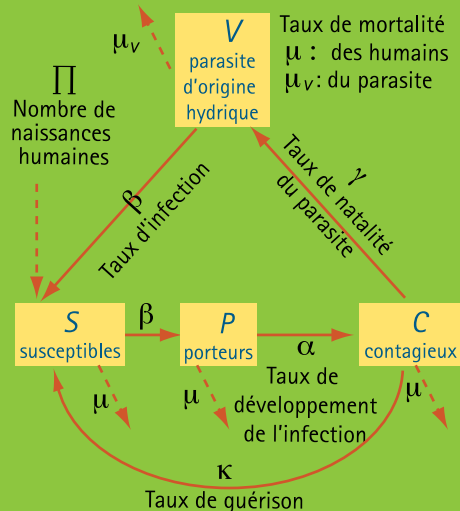 μv
V
parasite
d'origine
hydrique
Taux de mortalité
μ : des humains
μv : du parasite
∏
Nombre de
naissances
humaines
β
Taux d'infection
γ
Taux de natalité
du parasite
S
susceptibles
β
P
porteurs
α
C
contagieux
μ
μ
μ
Taux de
développement
de l'infection
κ
Taux de guérison